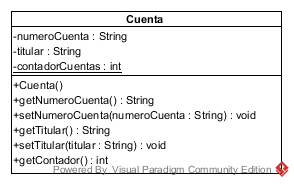 Cuenta
-numeroCuenta : String
-titular : String
-contadorCuentas : int
+Cuenta()
+getNumeroCuenta() : String
+setNumeroCuenta(numeroCuenta : String) : void
+getTitular() : String
+setTitular(titular : String) : void
+getContador() : int
Powered By Visual Paradigm Community Edition